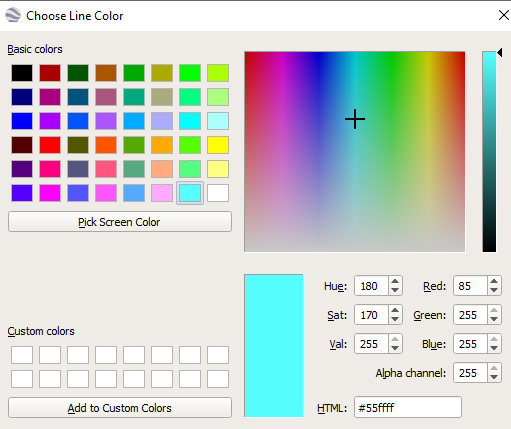 Choose Line Color
Basic colors
Pick Screen Color
Custom colors
Add to Custom Colors
Hue: 180 Red: 85
Sat: 170 Green: 255
Val: 255 Blue: 255
Alpha channel: 255
HTML: #55ffff